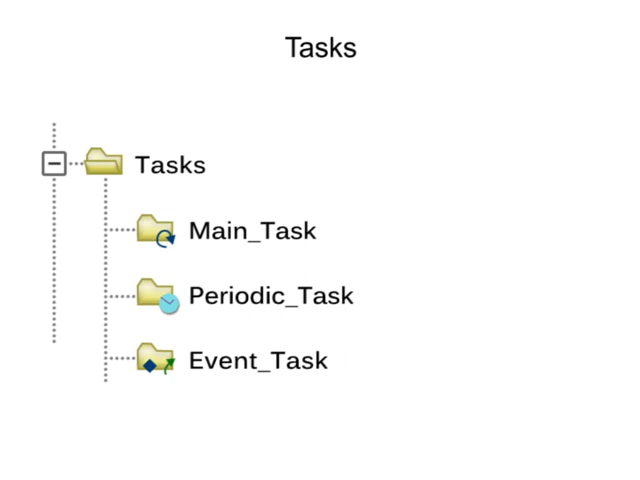 Tasks
Tasks
Main_Task
Periodic_Task
Event_Task